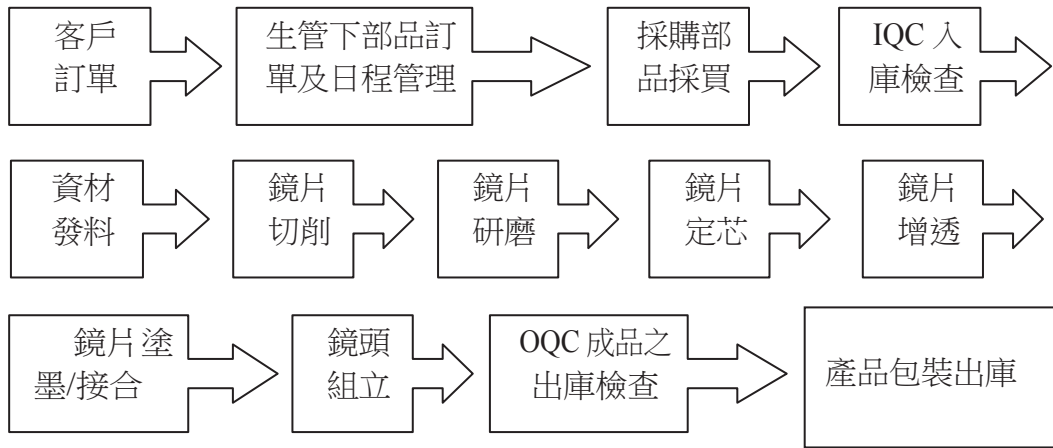 客戶
訂單
生管下部品訂
單及日程管理
採購部
品採買
IQC 入
庫檢查
資材
發料
鏡片
切削
鏡片
研磨
鏡片
定芯
鏡片
增透
鏡片塗
墨/接合
鏡頭
組立
OQC 成品之
出庫檢查
產品包裝出庫